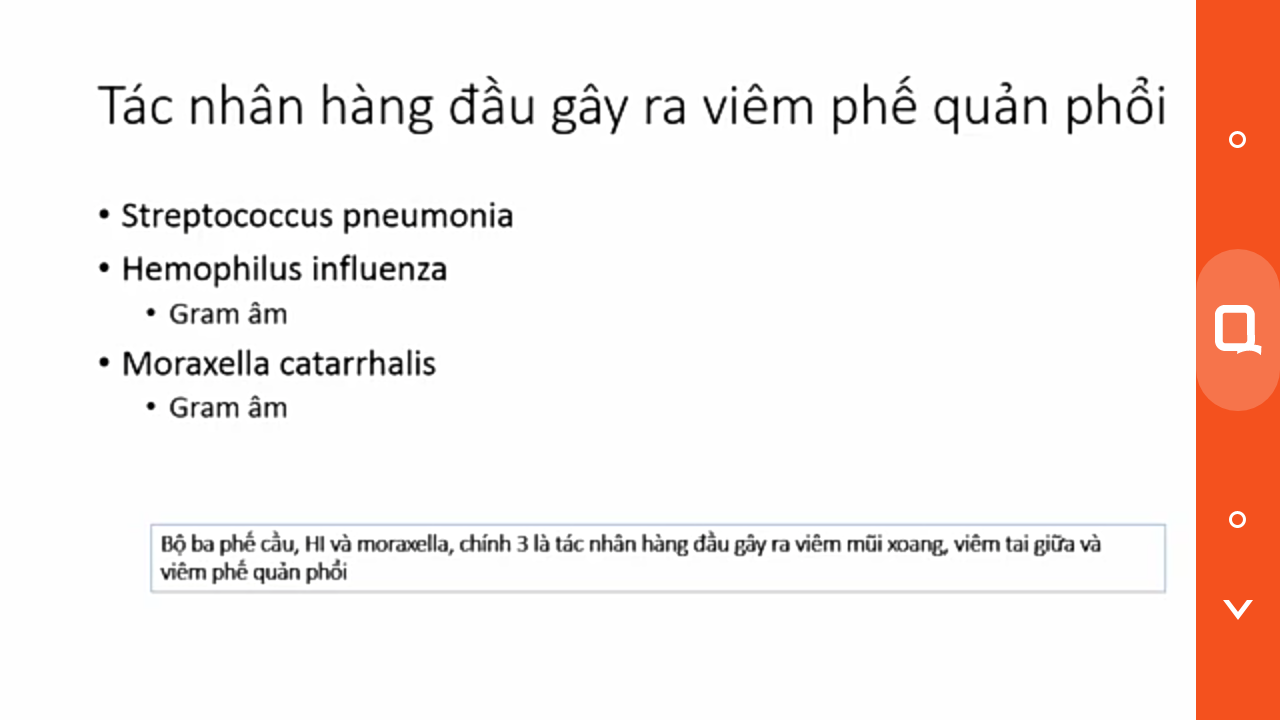 Tác nhân hàng đầu gây ra viêm phế quản phổi
• Streptococcus pneumonia
• Hemophilus influenza
• Gram âm
• Moraxella catarrhalis
• Gram âm
Bộ ba phế cầu, HI và moraxella, chính 3 là tác nhân hàng đầu gây ra viêm mũi xoang, viêm tai giữa và
viêm phế quản phổi